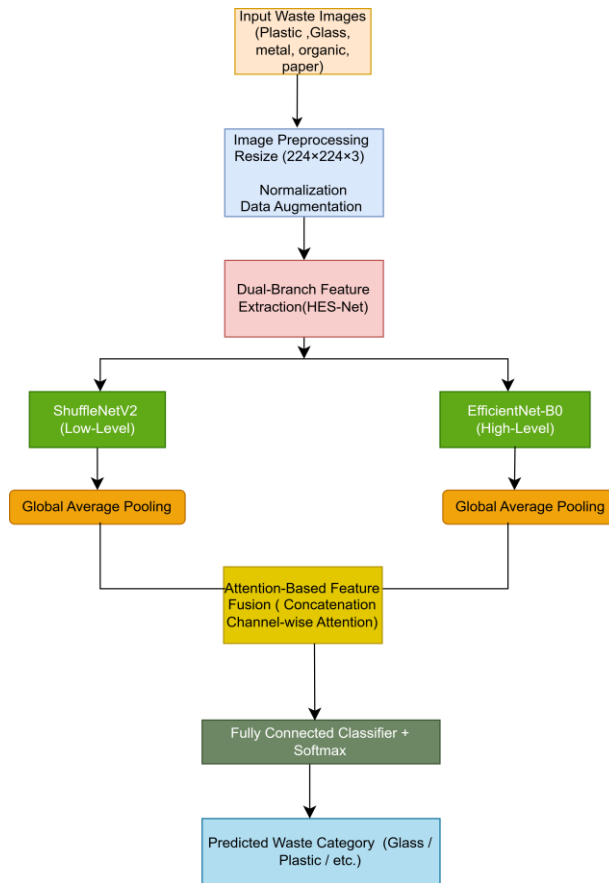 Input Waste Images
(Plastic ,Glass,
metal, organic,
paper)
Image Preprocessing
Resize (224×224×3)
Normalization
Data Augmentation
Dual-Branch Feature
Extraction(HES-Net)
ShuffleNetV2
(Low-Level)
EfficientNet-B0
(High-Level)
Global Average Pooling
Global Average Pooling
Attention-Based Feature
Fusion ( Concatenation
Channel-wise Attention)
Fully Connected Classifier +
Softmax
Predicted Waste Category (Glass /
Plastic / etc.)